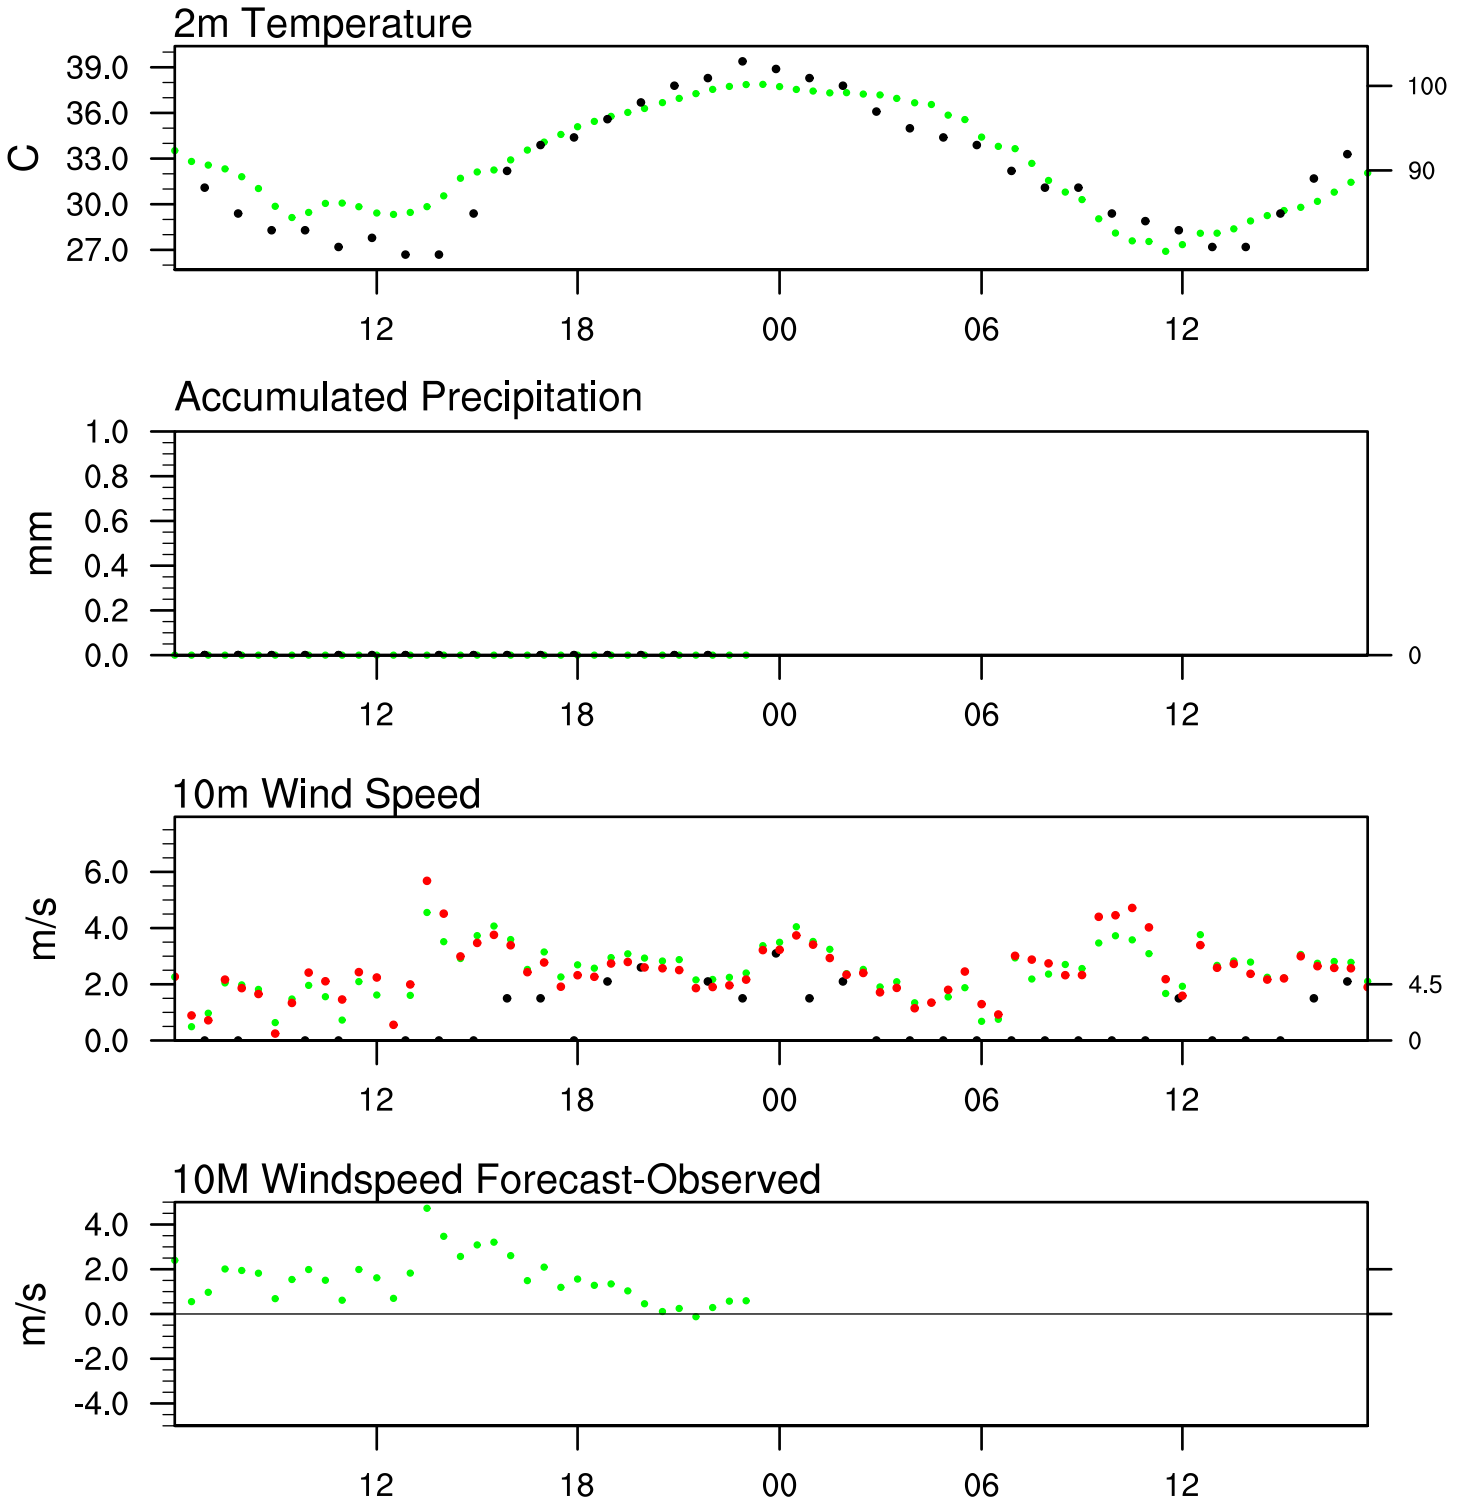 2m Temperature
39.0
36.0
33.0
30.0
27.0
C
100
90
12 18 00 06 12
Accumulated Precipitation
1.0
0.8
0.6
0.4
0.2
0.0
mm
0
12 18 00 06 12
10m Wind Speed
6.0
4.0
2.0
0.0
m/s
4.5
0
12 18 00 06 12
10M Windspeed Forecast-Observed
4.0
2.0
0.0
-2.0
-4.0
m/s
12 18 00 06 12